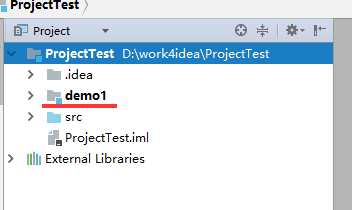 ProjectTest
Project
ProjectTest D:\work4idea\ProjectTest
.idea
demo1
src
ProjectTest.iml
External Libraries